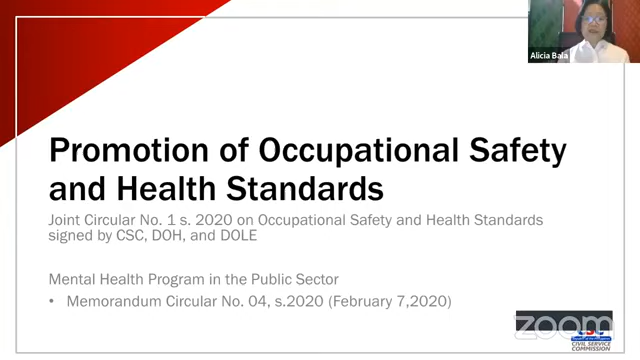 Alicia Bala
Promotion of Occupational Safety
and Health Standards
Joint Circular No. 1 s. 2020 on Occupational Safety and Health Standards
signed by CSC, DOH, and DOLE
Mental Health Program in the Public Sector
• Memorandum Circular No. 04, s.2020 (February 7,2020)
zoom
CIVIL SERVICE
COMMISSION